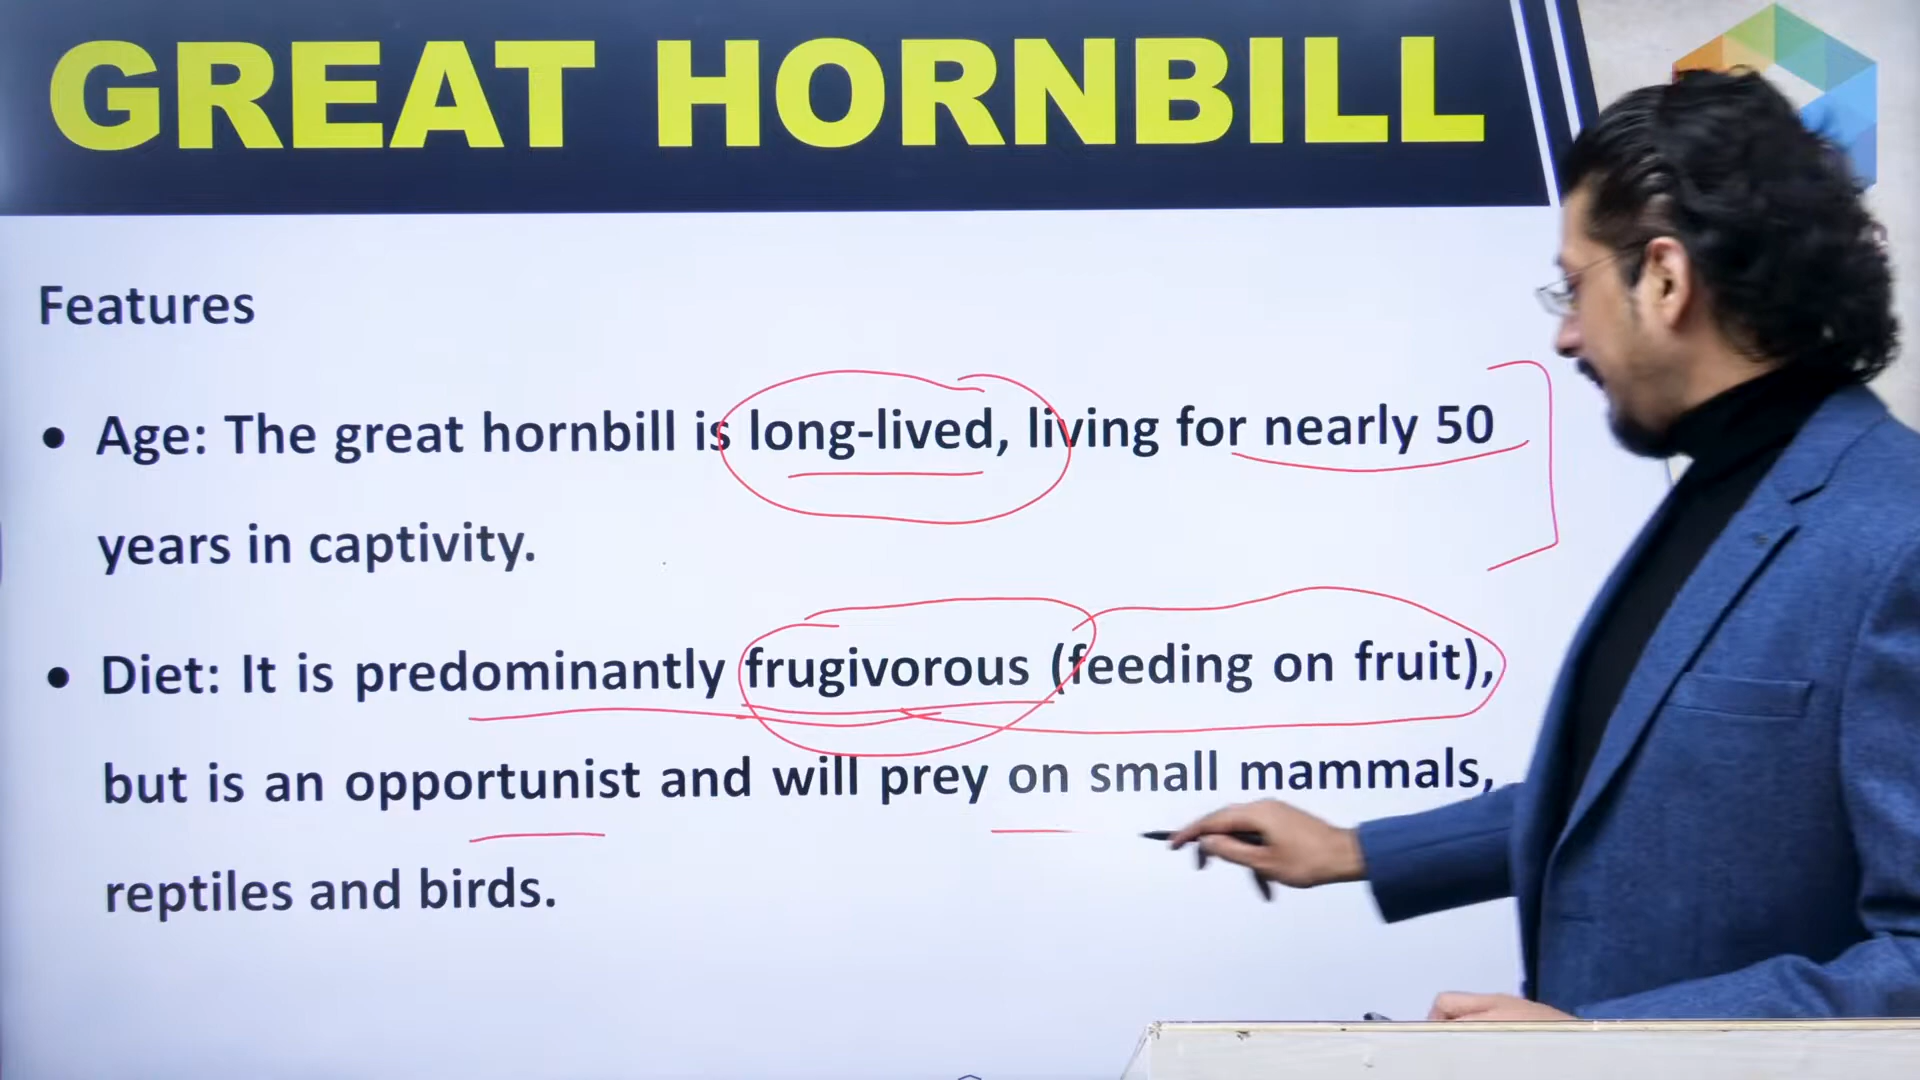 GREAT HORNBILL
Features
• Age: The great hornbill is long-lived, living for nearly 50
years in captivity.
• Diet: It is predominantly frugivorous (feeding on fruit),
but is an opportunist and will prey on small mammals,
reptiles and birds.